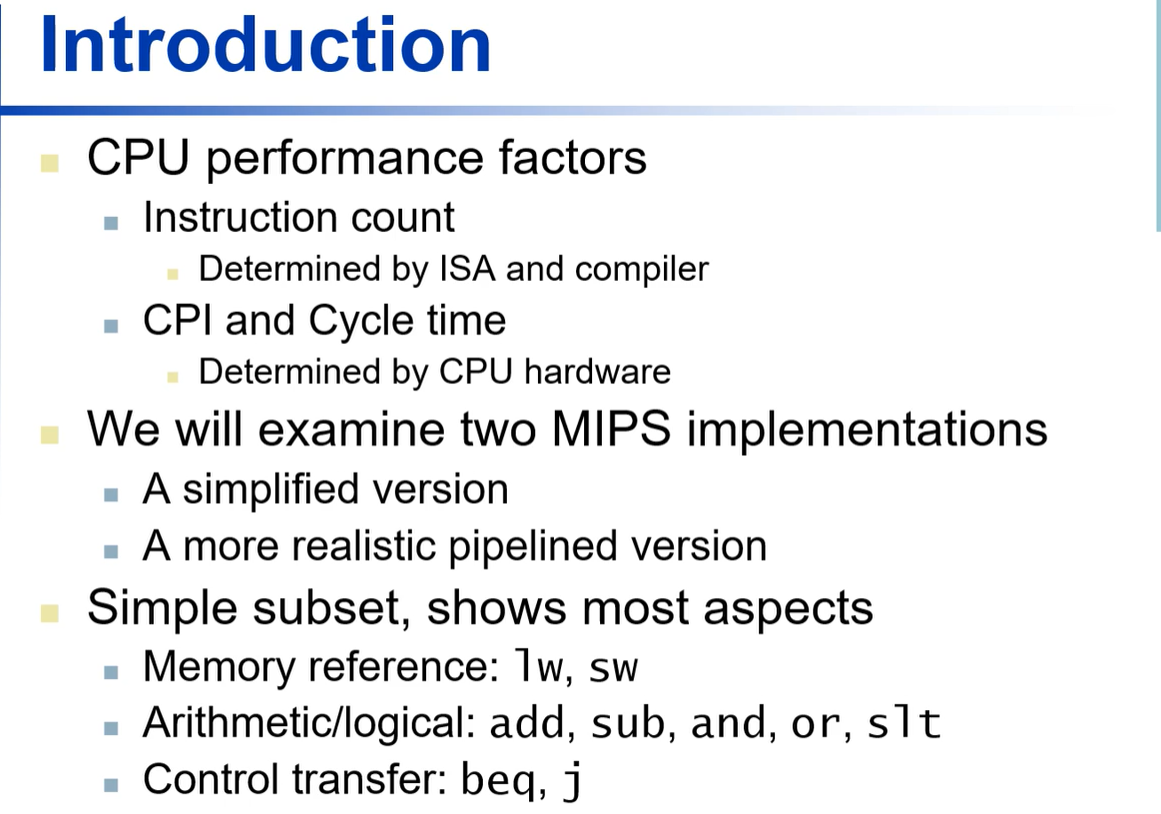 Introduction
CPU performance factors
Instruction count
Determined by ISA and compiler
CPI and Cycle time
Determined by CPU hardware
We will examine two MIPS implementations
A simplified version
A more realistic pipelined version
Simple subset, shows most aspects
Memory reference: lw, sw
Arithmetic/logical: add, sub, and, or, slt
Control transfer: beq, j